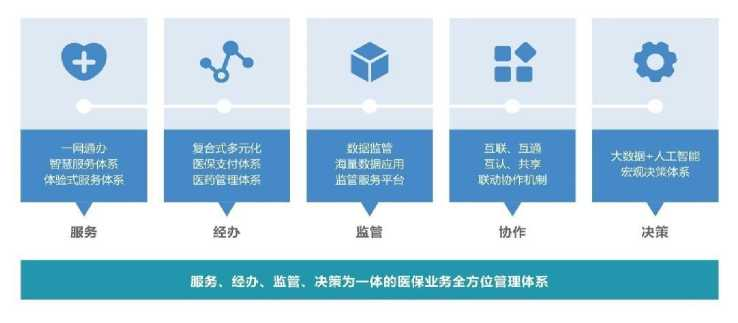 一网通办
智慧服务体系
体验式服务体系
服务
复合式多元化
医保支付体系
医药管理体系
经办
数据监管
海量数据应用
监管服务平台
监管
互联、互通
互认、共享
联动协作机制
协作
大数据+人工智能
宏观决策体系
决策
服务、经办、监管、决策为一体的医保业务全方位管理体系